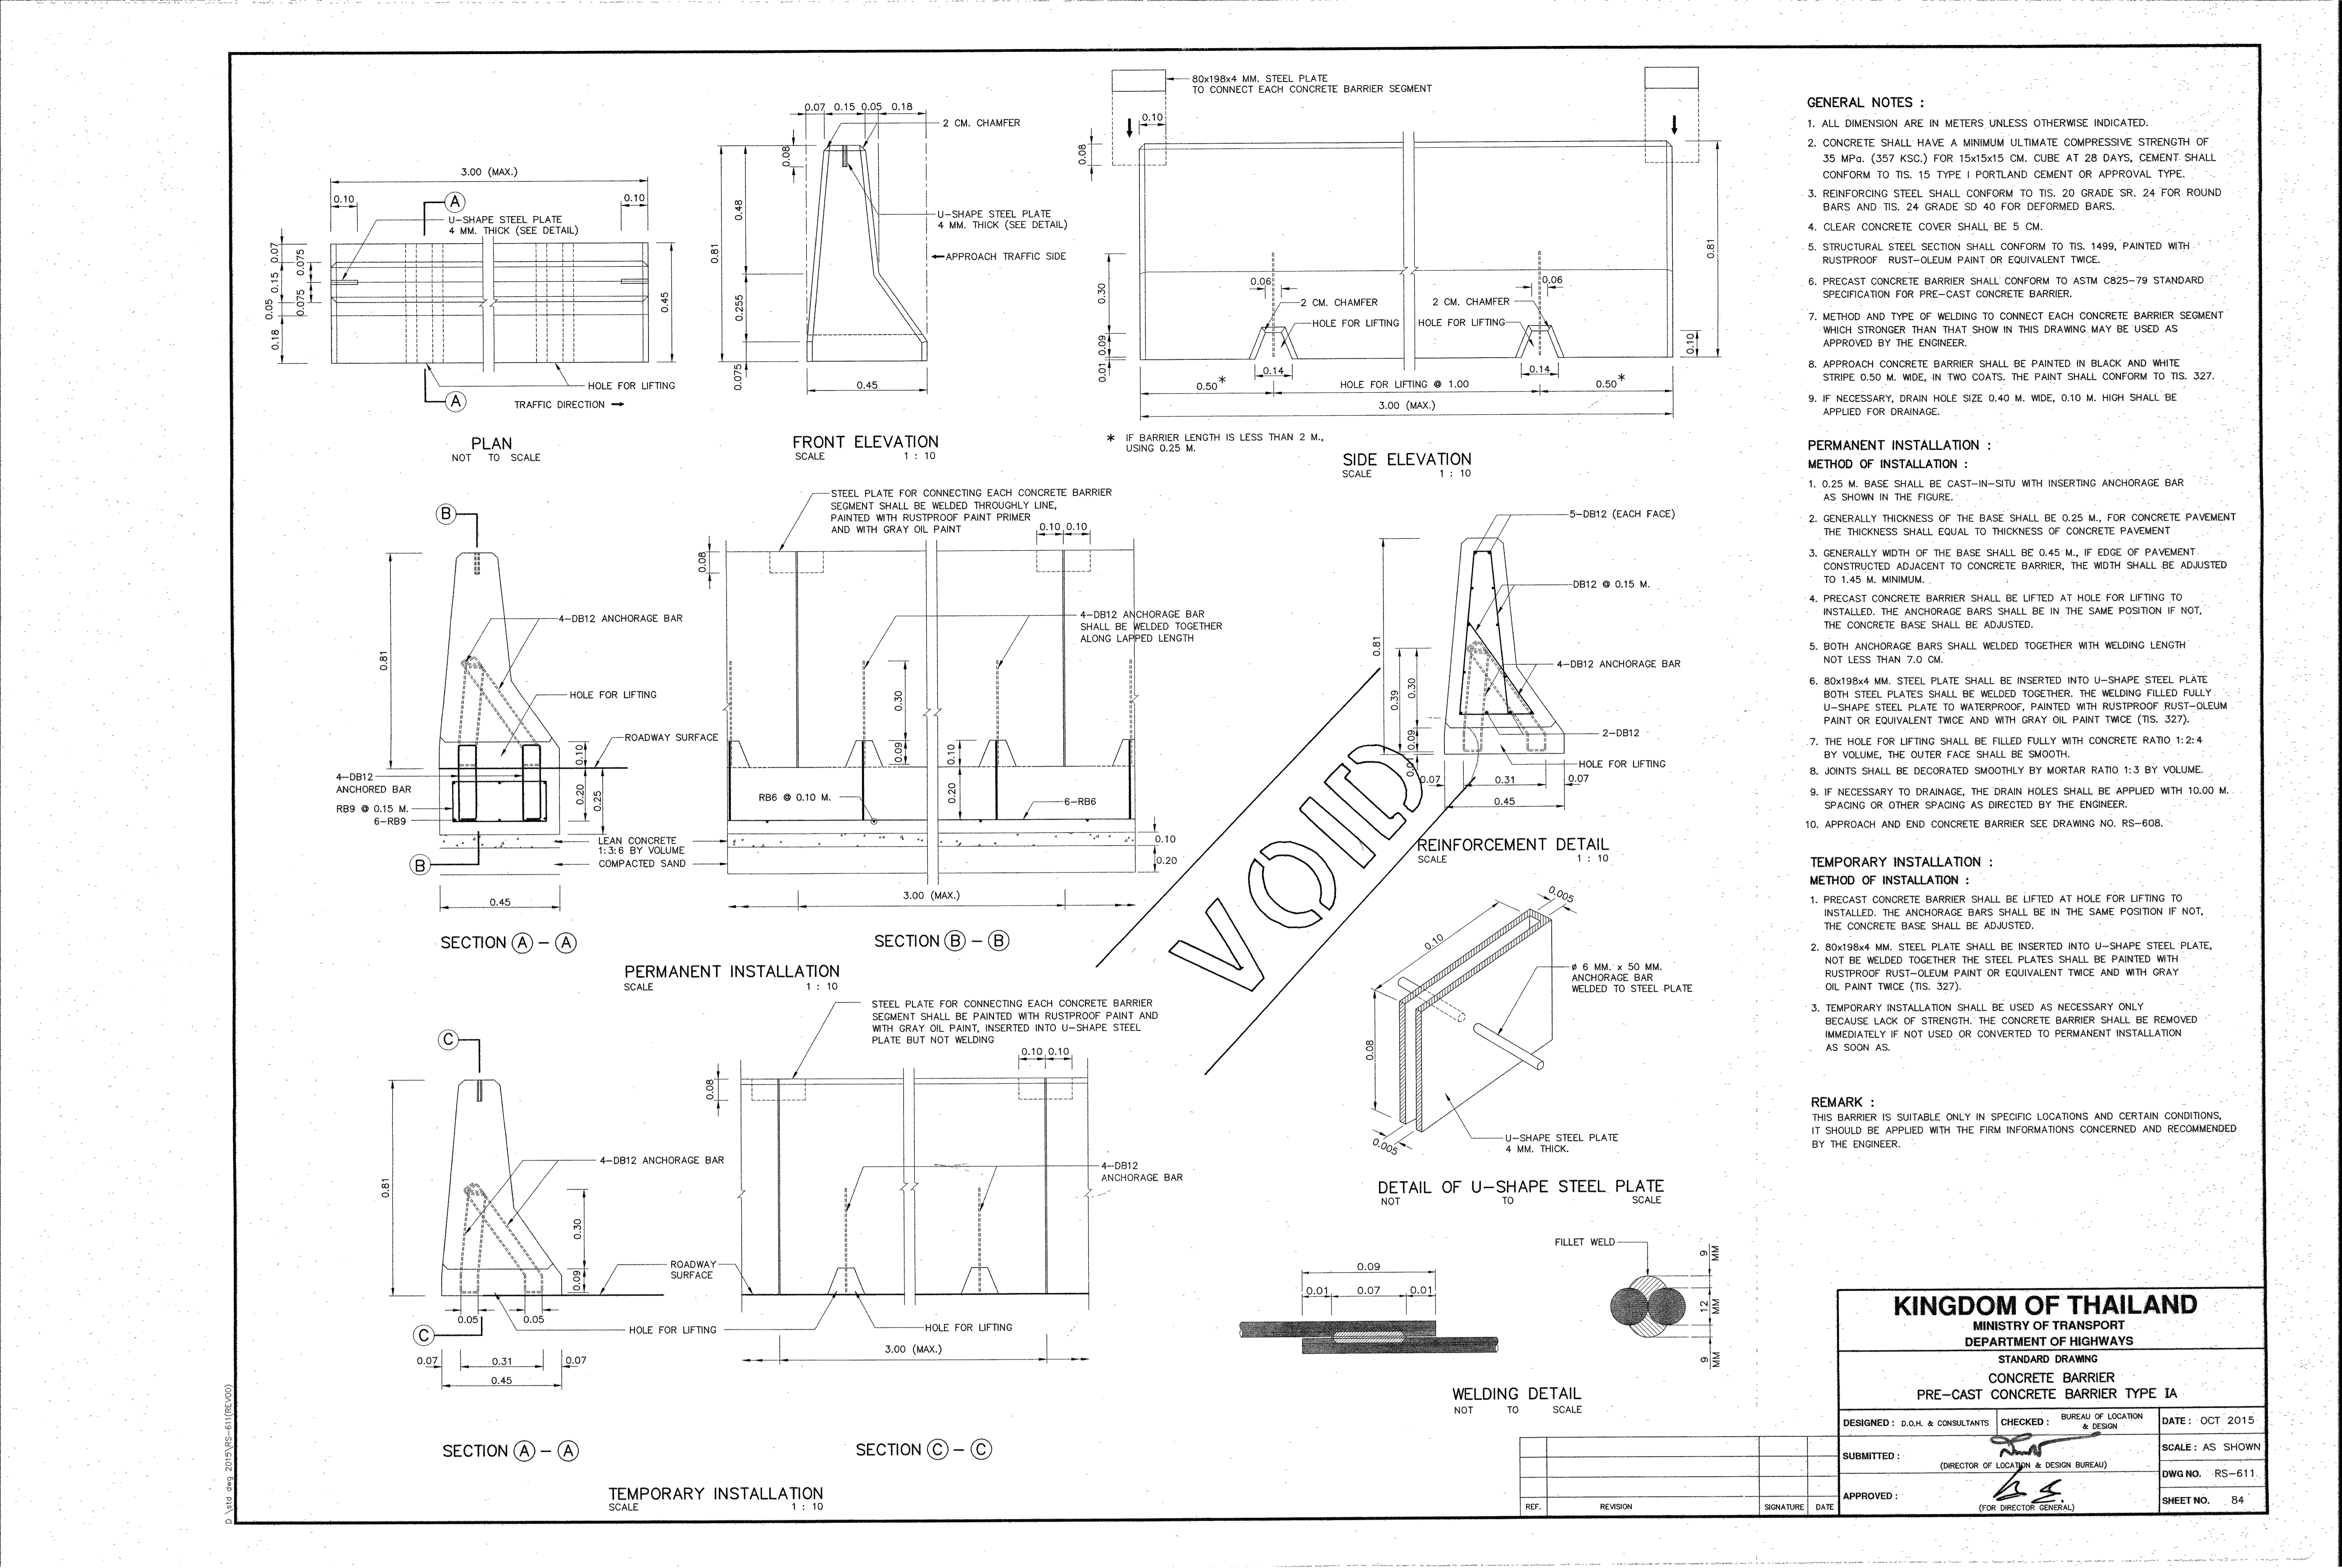 80x198x4 MM. STEEL PLATE
TO CONNECT EACH CONCRETE BARRIER SEGMENT
3.00 (MAX.)
0.10
A
0.10
U-SHAPE STEEL PLATE
4 MM. THICK (SEE DETAIL)
0.07
0.15
0.05
0.18
0.075
0.075
0.45
HOLE FOR LIFTING
A
TRAFFIC DIRECTION
PLAN
NOT TO SCALE
0.07 0.15 0.05 0.18
2 CM. CHAMFER
0.08
0.48
0.81
0.255
0.075
U-SHAPE STEEL PLATE
4 MM. THICK (SEE DETAIL)
APPROACH TRAFFIC SIDE
0.45
FRONT ELEVATION
SCALE 1 : 10
0.10
0.08
0.81
0.30
0.09
0.01
0.06
0.06
2 CM. CHAMFER
2 CM. CHAMFER
HOLE FOR LIFTING
HOLE FOR LIFTING
0.10
0.14
0.14
0.50*
HOLE FOR LIFTING @ 1.00
0.50*
3.00 (MAX.)
* IF BARRIER LENGTH IS LESS THAN 2 M.,
USING 0.25 M.
SIDE ELEVATION
SCALE 1 : 10
B
0.81
4-DB12 ANCHORAGE BAR
HOLE FOR LIFTING
ROADWAY SURFACE
0.10
0.20
0.25
4-DB12
ANCHORED BAR
RB9 @ 0.15 M.
6-RB9
LEAN CONCRETE
1:3:6 BY VOLUME
COMPACTED SAND
B
0.45
SECTION A - A
STEEL PLATE FOR CONNECTING EACH CONCRETE BARRIER
SEGMENT SHALL BE WELDED THROUGHLY LINE,
PAINTED WITH RUSTPROOF PAINT PRIMER
AND WITH GRAY OIL PAINT
0.10 0.10
0.08
4-DB12 ANCHORAGE BAR
SHALL BE WELDED TOGETHER
ALONG LAPPED LENGTH
0.30
0.09
0.10
0.20
RB6 @ 0.10 M.
6-RB6
0.10
0.20
3.00 (MAX.)
SECTION B - B
PERMANENT INSTALLATION
SCALE 1 : 10
5-DB12 (EACH FACE)
DB12 @ 0.15 M.
4-DB12 ANCHORAGE BAR
0.81
0.39
0.30
0.09
0.01
2-DB12
HOLE FOR LIFTING
0.07
0.31
0.07
0.45
REINFORCEMENT DETAIL
SCALE 1 : 10
VOID
0.005
0.10
ø 6 MM. x 50 MM.
ANCHORAGE BAR
WELDED TO STEEL PLATE
0.08
0.005
U-SHAPE STEEL PLATE
4 MM. THICK.
DETAIL OF U-SHAPE STEEL PLATE
NOT TO SCALE
C
0.81
4-DB12 ANCHORAGE BAR
0.30
0.09
0.05
0.05
C
0.07
0.31
0.07
0.45
ROADWAY
SURFACE
HOLE FOR LIFTING
SECTION A - A
STEEL PLATE FOR CONNECTING EACH CONCRETE BARRIER
SEGMENT SHALL BE PAINTED WITH RUSTPROOF PAINT AND
WITH GRAY OIL PAINT, INSERTED INTO U-SHAPE STEEL
PLATE BUT NOT WELDING
0.10 0.10
0.08
4-DB12
ANCHORAGE BAR
HOLE FOR LIFTING
3.00 (MAX.)
SECTION C - C
TEMPORARY INSTALLATION
SCALE 1 : 10
0.09
0.01
0.07
0.01
FILLET WELD
9 MM
12 MM
9 MM
WELDING DETAIL
NOT TO SCALE
GENERAL NOTES :
1. ALL DIMENSION ARE IN METERS UNLESS OTHERWISE INDICATED.
2. CONCRETE SHALL HAVE A MINIMUM ULTIMATE COMPRESSIVE STRENGTH OF
35 MPa. (357 KSC.) FOR 15x15x15 CM. CUBE AT 28 DAYS, CEMENT SHALL
CONFORM TO TIS. 15 TYPE I PORTLAND CEMENT OR APPROVAL TYPE.
3. REINFORCING STEEL SHALL CONFORM TO TIS. 20 GRADE SR. 24 FOR ROUND
BARS AND TIS. 24 GRADE SD 40 FOR DEFORMED BARS.
4. CLEAR CONCRETE COVER SHALL BE 5 CM.
5. STRUCTURAL STEEL SECTION SHALL CONFORM TO TIS. 1499, PAINTED WITH
RUSTPROOF RUST-OLEUM PAINT OR EQUIVALENT TWICE.
6. PRECAST CONCRETE BARRIER SHALL CONFORM TO ASTM C825-79 STANDARD
SPECIFICATION FOR PRE-CAST CONCRETE BARRIER.
7. METHOD AND TYPE OF WELDING TO CONNECT EACH CONCRETE BARRIER SEGMENT
WHICH STRONGER THAN THAT SHOW IN THIS DRAWING MAY BE USED AS
APPROVED BY THE ENGINEER.
8. APPROACH CONCRETE BARRIER SHALL BE PAINTED IN BLACK AND WHITE
STRIPE 0.50 M. WIDE, IN TWO COATS. THE PAINT SHALL CONFORM TO TIS. 327.
9. IF NECESSARY, DRAIN HOLE SIZE 0.40 M. WIDE, 0.10 M. HIGH SHALL BE
APPLIED FOR DRAINAGE.
PERMANENT INSTALLATION :
METHOD OF INSTALLATION :
1. 0.25 M. BASE SHALL BE CAST-IN-SITU WITH INSERTING ANCHORAGE BAR
AS SHOWN IN THE FIGURE.
2. GENERALLY THICKNESS OF THE BASE SHALL BE 0.25 M., FOR CONCRETE PAVEMENT
THE THICKNESS SHALL EQUAL TO THICKNESS OF CONCRETE PAVEMENT
3. GENERALLY WIDTH OF THE BASE SHALL BE 0.45 M., IF EDGE OF PAVEMENT
CONSTRUCTED ADJACENT TO CONCRETE BARRIER, THE WIDTH SHALL BE ADJUSTED
TO 1.45 M. MINIMUM.
4. PRECAST CONCRETE BARRIER SHALL BE LIFTED AT HOLE FOR LIFTING TO
INSTALLED. THE ANCHORAGE BARS SHALL BE IN THE SAME POSITION IF NOT,
THE CONCRETE BASE SHALL BE ADJUSTED.
5. BOTH ANCHORAGE BARS SHALL WELDED TOGETHER WITH WELDING LENGTH
NOT LESS THAN 7.0 CM.
6. 80x198x4 MM. STEEL PLATE SHALL BE INSERTED INTO U-SHAPE STEEL PLATE
BOTH STEEL PLATES SHALL BE WELDED TOGETHER. THE WELDING FILLED FULLY
U-SHAPE STEEL PLATE TO WATERPROOF, PAINTED WITH RUSTPROOF RUST-OLEUM
PAINT OR EQUIVALENT TWICE AND WITH GRAY OIL PAINT TWICE (TIS. 327).
7. THE HOLE FOR LIFTING SHALL BE FILLED FULLY WITH CONCRETE RATIO 1:2:4
BY VOLUME, THE OUTER FACE SHALL BE SMOOTH.
8. JOINTS SHALL BE DECORATED SMOOTHLY BY MORTAR RATIO 1:3 BY VOLUME.
9. IF NECESSARY TO DRAINAGE, THE DRAIN HOLES SHALL BE APPLIED WITH 10.00 M.
SPACING OR OTHER SPACING AS DIRECTED BY THE ENGINEER.
10. APPROACH AND END CONCRETE BARRIER SEE DRAWING NO. RS-608.
TEMPORARY INSTALLATION :
METHOD OF INSTALLATION :
1. PRECAST CONCRETE BARRIER SHALL BE LIFTED AT HOLE FOR LIFTING TO
INSTALLED. THE ANCHORAGE BARS SHALL BE IN THE SAME POSITION IF NOT,
THE CONCRETE BASE SHALL BE ADJUSTED.
2. 80x198x4 MM. STEEL PLATE SHALL BE INSERTED INTO U-SHAPE STEEL PLATE,
NOT BE WELDED TOGETHER THE STEEL PLATES SHALL BE PAINTED WITH
RUSTPROOF RUST-OLEUM PAINT OR EQUIVALENT TWICE AND WITH GRAY
OIL PAINT TWICE (TIS. 327).
3. TEMPORARY INSTALLATION SHALL BE USED AS NECESSARY ONLY
BECAUSE LACK OF STRENGTH. THE CONCRETE BARRIER SHALL BE REMOVED
IMMEDIATELY IF NOT USED OR CONVERTED TO PERMANENT INSTALLATION
AS SOON AS.
REMARK :
THIS BARRIER IS SUITABLE ONLY IN SPECIFIC LOCATIONS AND CERTAIN CONDITIONS,
IT SHOULD BE APPLIED WITH THE FIRM INFORMATIONS CONCERNED AND RECOMMENDED
BY THE ENGINEER.
KINGDOM OF THAILAND
MINISTRY OF TRANSPORT
DEPARTMENT OF HIGHWAYS
STANDARD DRAWING
CONCRETE BARRIER
PRE-CAST CONCRETE BARRIER TYPE IA
DESIGNED : D.O.H. & CONSULTANTS
CHECKED : BUREAU OF LOCATION
& DESIGN
DATE : OCT 2015
SUBMITTED :
(DIRECTOR OF LOCATION & DESIGN BUREAU)
SCALE : AS SHOWN
DWG NO. RS-611
APPROVED :
(FOR DIRECTOR GENERAL)
SHEET NO. 84
REF. REVISION SIGNATURE DATE
D:\std dwg 2015\RS-611(REV00)